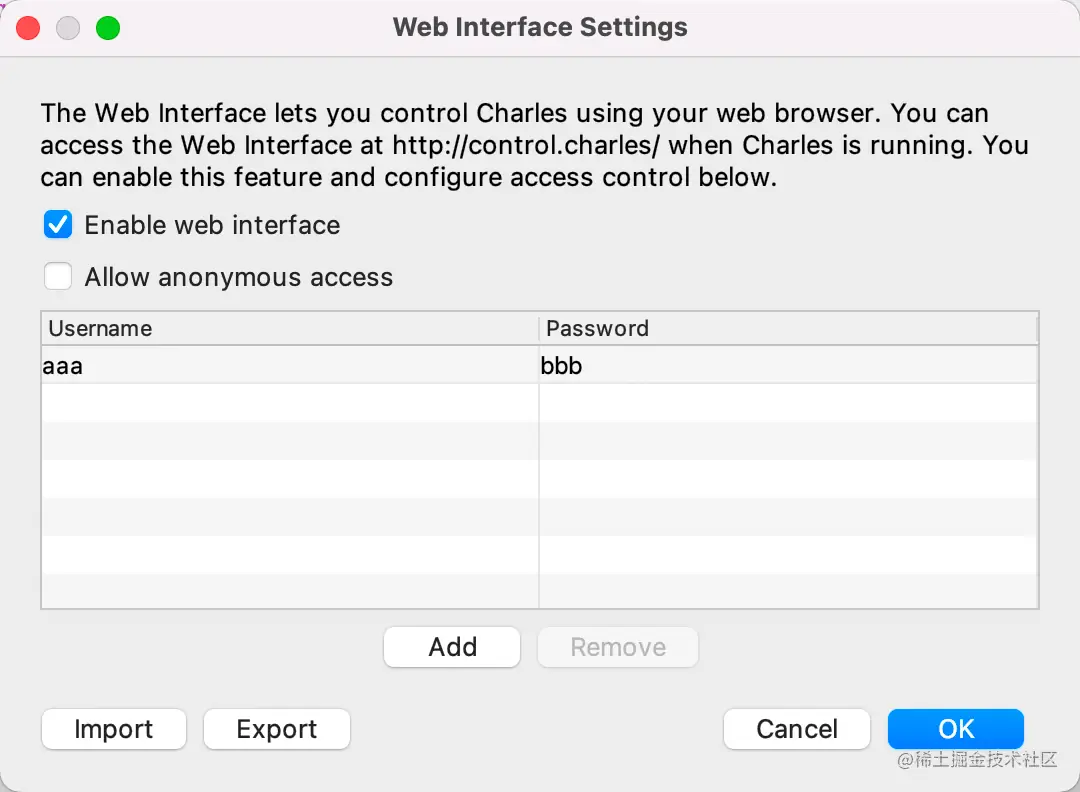 Web Interface Settings
The Web Interface lets you control Charles using your web browser. You can
access the Web Interface at http://control.charles/ when Charles is running. You
can enable this feature and configure access control below.
Enable web interface
Allow anonymous access
Username Password
aaa bbb
Add Remove
Import Export Cancel OK
@稀土掘金技术社区